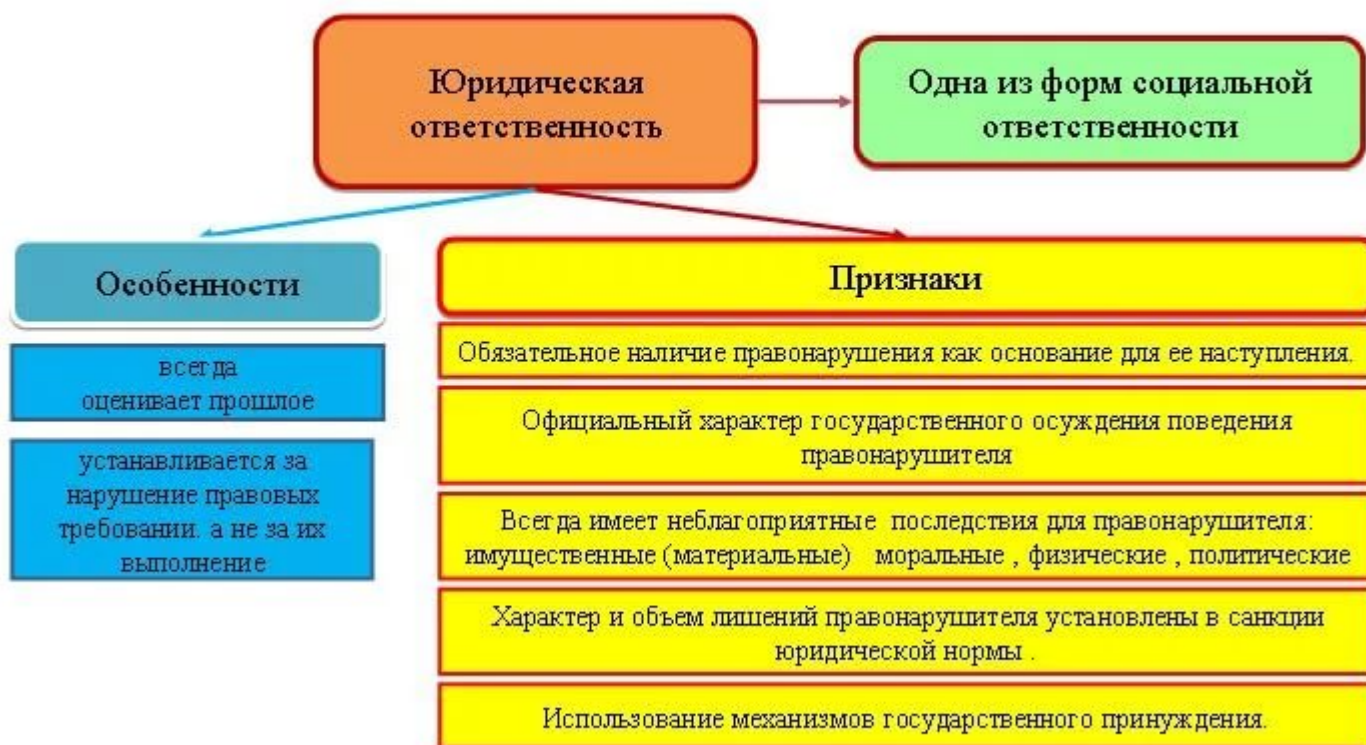 Юридическая
ответственность
Одна из форм социальной
ответственности
Особенности
всегда
оценивает прошлое
устанавливается за
нарушение правовых
требовании. а не за их
выполнение
Признаки
Обязательное наличие правонарушения как основание для ее наступления.
Официальный характер государственного осуждения поведения
правонарушителя
Всегда имеет неблагоприятные последствия для правонарушителя:
имущественные (материальные) моральные , физические , политические
Характер и объем лишений правонарушителя установлены в санкции
юридической нормы .
Использование механизмов государственного принуждения.